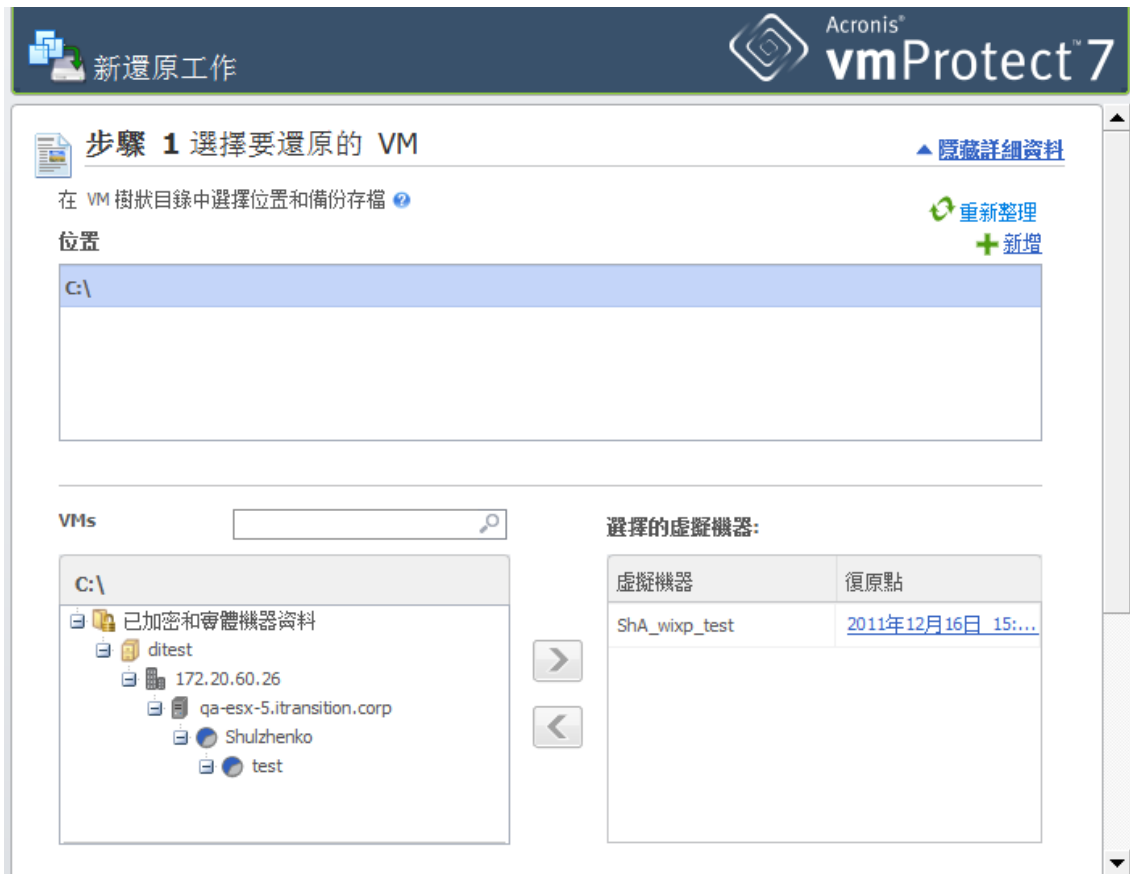 新還原工作
Acronis®
vmProtect™ 7
步驟 1 選擇要還原的 VM
隱藏詳細資料
在 VM 樹狀目錄中選擇位置和備份存檔
重新整理
位置
新增
C:\
VMs
選擇的虛擬機器:
C:\
虛擬機器 復原點
已加密和實體機器資料
ShA_wixp_test 2011年12月16日 15:...
ditest
172.20.60.26
qa-esx-5.itransition.corp
Shulzhenko
test